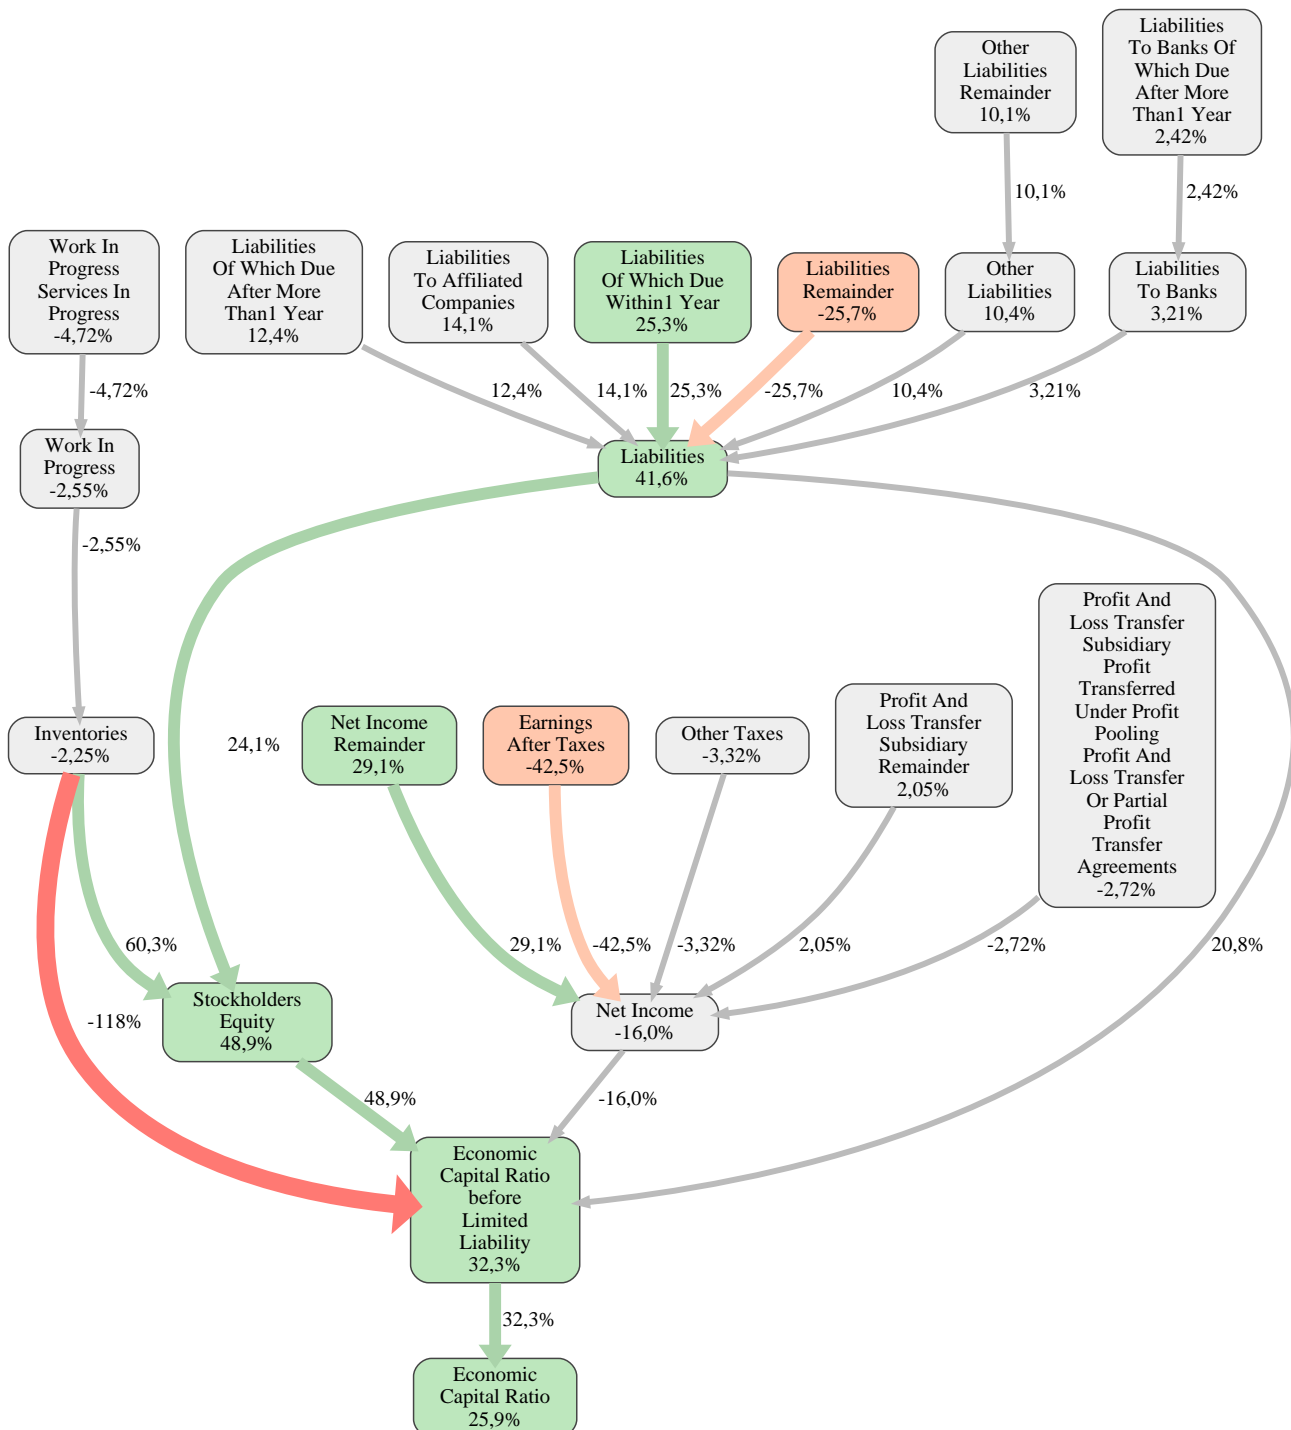 Other
Liabilities
Remainder
10,1%
Liabilities
To Banks Of
Which Due
After More
Than1 Year
2,42%
10,1%
2,42%
Work In
Progress
Services In
Progress
-4,72%
Liabilities
Of Which Due
After More
Than1 Year
12,4%
Liabilities
To Affiliated
Companies
14,1%
Liabilities
Of Which Due
Within1 Year
25,3%
Liabilities
Remainder
-25,7%
Other
Liabilities
10,4%
Liabilities
To Banks
3,21%
-4,72%
12,4%
14,1%
25,3%
-25,7%
10,4%
3,21%
Work In
Progress
-2,55%
Liabilities
41,6%
-2,55%
Inventories
-2,25%
24,1%
Net Income
Remainder
29,1%
Earnings
After Taxes
-42,5%
Other Taxes
-3,32%
Profit And
Loss Transfer
Subsidiary
Remainder
2,05%
Profit And
Loss Transfer
Subsidiary
Profit
Transferred
Under Profit
Pooling
Profit And
Loss Transfer
Or Partial
Profit
Transfer
Agreements
-2,72%
60,3%
29,1%
-42,5%
-3,32%
2,05%
-2,72%
20,8%
-118%
Stockholders
Equity
48,9%
Net Income
-16,0%
48,9%
-16,0%
Economic
Capital Ratio
before
Limited
Liability
32,3%
32,3%
Economic
Capital Ratio
25,9%